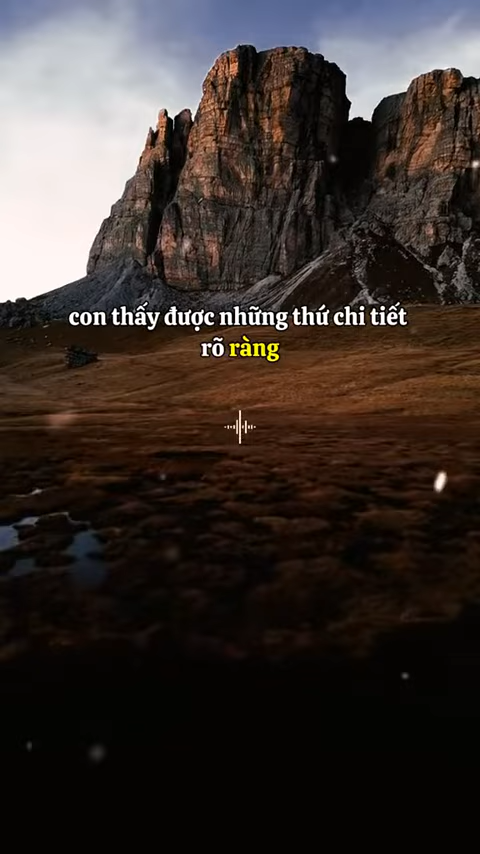 con thấy được những thứ chi tiết
rõ ràng